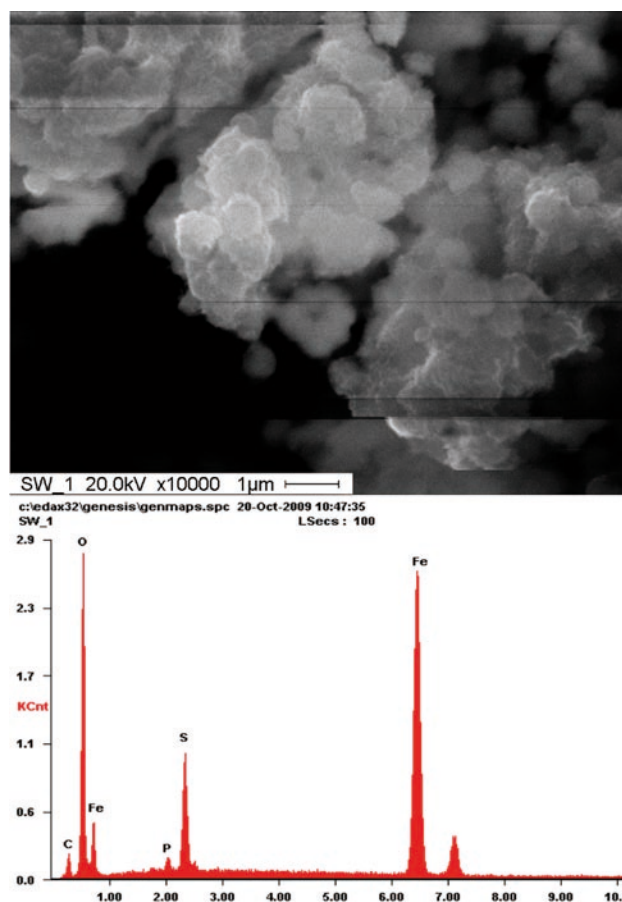 SW_1 20.0kV x10000 1µm
c:\edax32\genesis\genmaps.spc 20-Oct-2009 10:47:35
SW_1 LSecs : 100
2.9
O
Fe
2.3
1.7
KCnt
S
1.1
0.6
Fe
C
P
1.00 2.00 3.00 4.00 5.00 6.00 7.00 8.00 9.00 10.